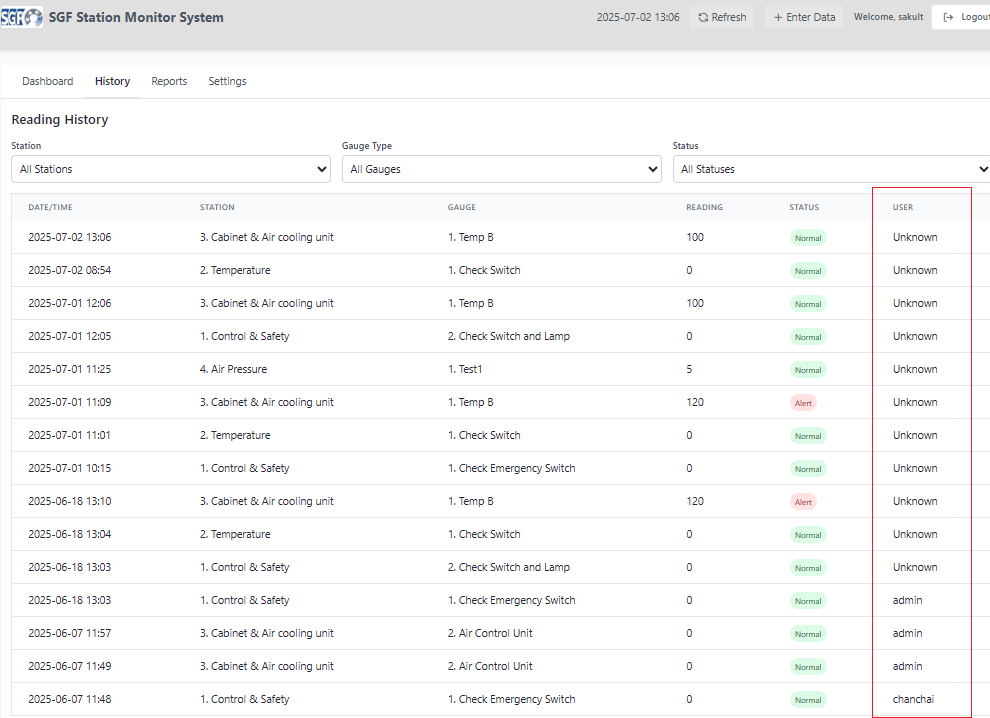 SGF SGF Station Monitor System 2025-07-02 13:06 Refresh + Enter Data Welcome, sakult Logout
Dashboard History Reports Settings
Reading History
Station Gauge Type Status
All Stations All Gauges All Statuses
DATE/TIME STATION GAUGE READING STATUS USER
2025-07-02 13:06 3. Cabinet & Air cooling unit 1. Temp B 100 Normal Unknown
2025-07-02 08:54 2. Temperature 1. Check Switch 0 Normal Unknown
2025-07-01 12:06 3. Cabinet & Air cooling unit 1. Temp B 100 Normal Unknown
2025-07-01 12:05 1. Control & Safety 2. Check Switch and Lamp 0 Normal Unknown
2025-07-01 11:25 4. Air Pressure 1. Test1 5 Normal Unknown
2025-07-01 11:09 3. Cabinet & Air cooling unit 1. Temp B 120 Alert Unknown
2025-07-01 11:01 2. Temperature 1. Check Switch 0 Normal Unknown
2025-07-01 10:15 1. Control & Safety 1. Check Emergency Switch 0 Normal Unknown
2025-06-18 13:10 3. Cabinet & Air cooling unit 1. Temp B 120 Alert Unknown
2025-06-18 13:04 2. Temperature 1. Check Switch 0 Normal Unknown
2025-06-18 13:03 1. Control & Safety 2. Check Switch and Lamp 0 Normal Unknown
2025-06-18 13:03 1. Control & Safety 1. Check Emergency Switch 0 Normal admin
2025-06-07 11:57 3. Cabinet & Air cooling unit 2. Air Control Unit 0 Normal admin
2025-06-07 11:49 3. Cabinet & Air cooling unit 2. Air Control Unit 0 Normal admin
2025-06-07 11:48 1. Control & Safety 1. Check Emergency Switch 0 Normal chanchai